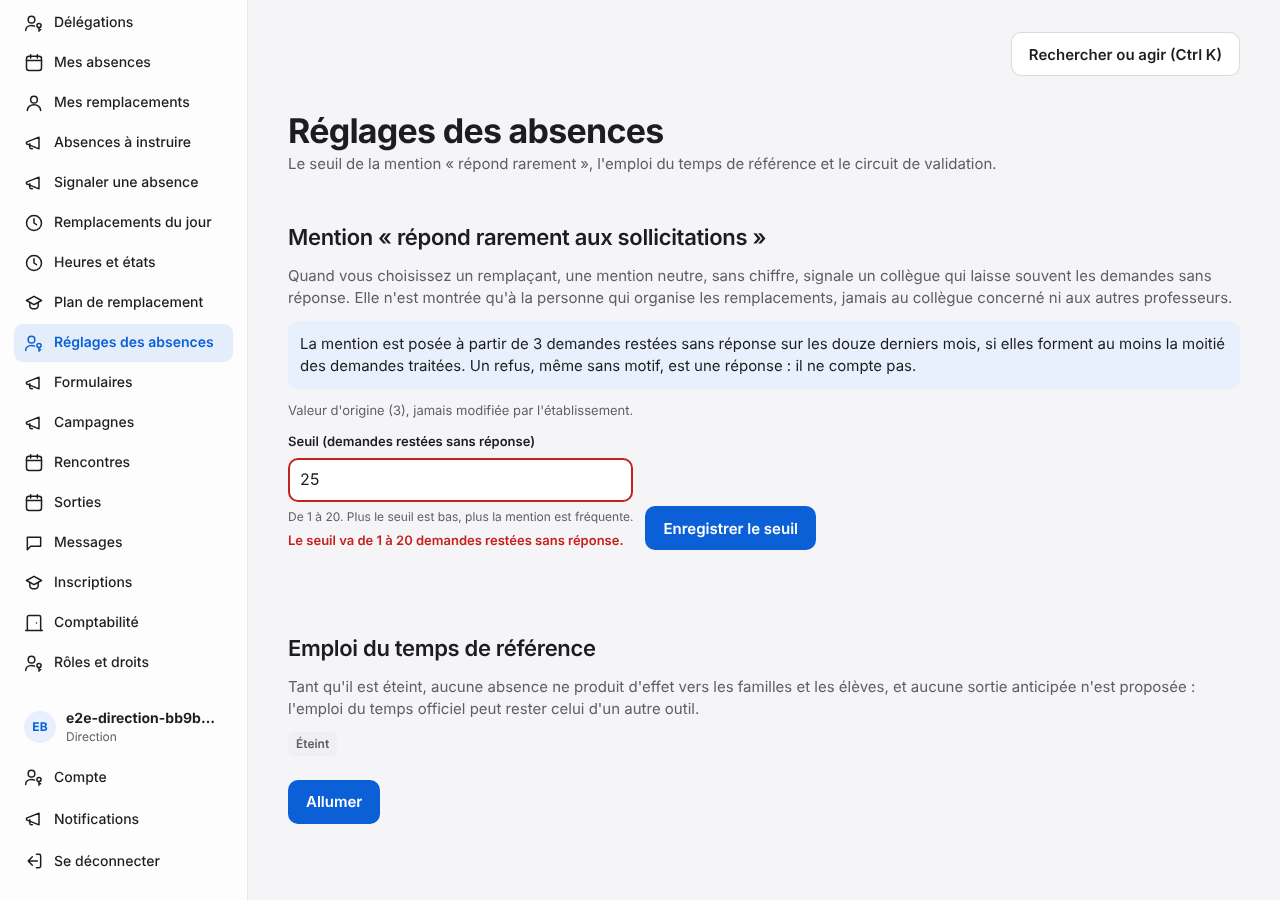 Délégations
Mes absences
Mes remplacements
Absences à instruire
Signaler une absence
Remplacements du jour
Heures et états
Plan de remplacement
Réglages des absences
Formulaires
Campagnes
Rencontres
Sorties
Messages
Inscriptions
Comptabilité
Rôles et droits
EB
e2e-direction-bb9b...
Direction
Compte
Notifications
Se déconnecter
Rechercher ou agir (Ctrl K)
Réglages des absences
Le seuil de la mention « répond rarement », l'emploi du temps de référence et le circuit de validation.
Mention « répond rarement aux sollicitations »
Quand vous choisissez un remplaçant, une mention neutre, sans chiffre, signale un collègue qui laisse souvent les demandes sans
réponse. Elle n'est montrée qu'à la personne qui organise les remplacements, jamais au collègue concerné ni aux autres professeurs.
La mention est posée à partir de 3 demandes restées sans réponse sur les douze derniers mois, si elles forment au moins la moitié
des demandes traitées. Un refus, même sans motif, est une réponse : il ne compte pas.
Valeur d'origine (3), jamais modifiée par l'établissement.
Seuil (demandes restées sans réponse)
25
De 1 à 20. Plus le seuil est bas, plus la mention est fréquente.
Le seuil va de 1 à 20 demandes restées sans réponse.
Enregistrer le seuil
Emploi du temps de référence
Tant qu'il est éteint, aucune absence ne produit d'effet vers les familles et les élèves, et aucune sortie anticipée n'est proposée :
l'emploi du temps officiel peut rester celui d'un autre outil.
Éteint
Allumer